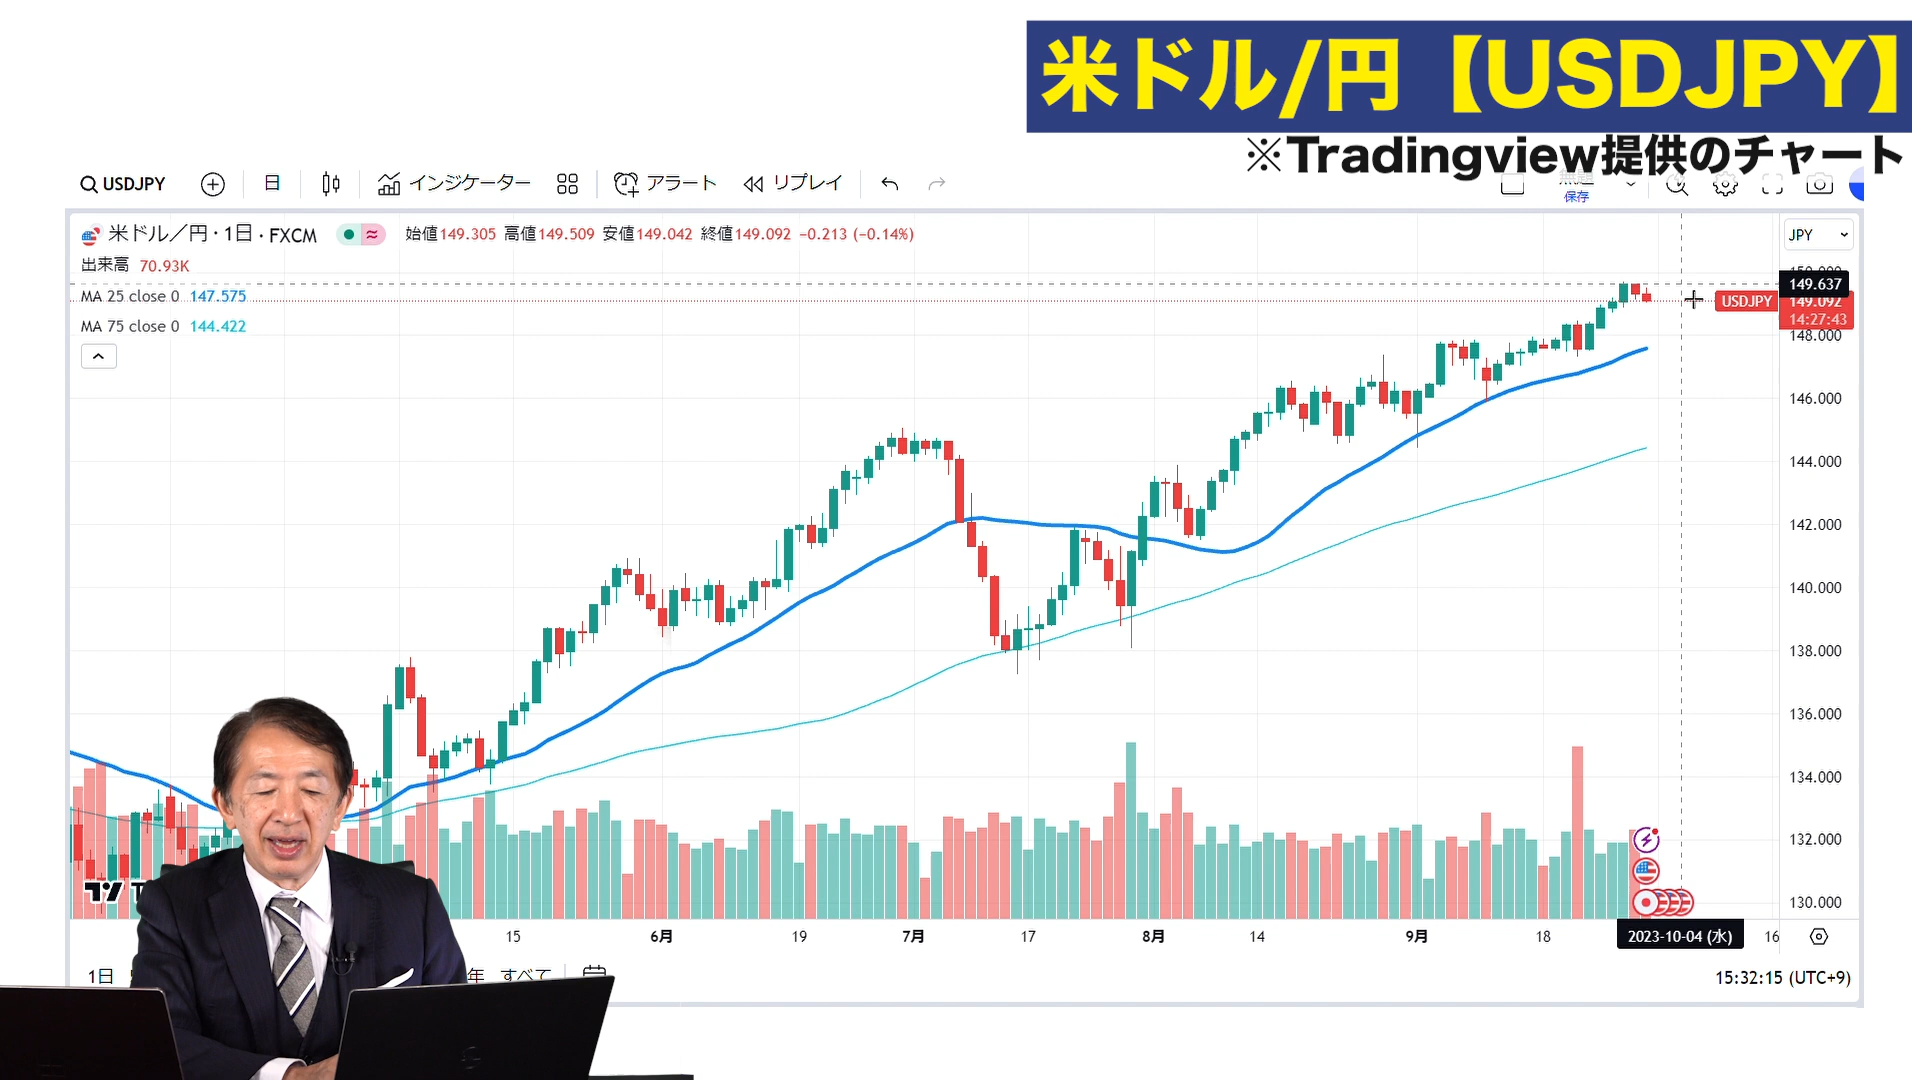 米ドル/円【USDJPY】
※Tradingview提供のチャート
USDJPY 日 インジケーター アラート リプレイ
保存
米ドル／円・1日・FXCM 始値149.305 高値149.509 安値149.042 終値149.092 −0.213 (−0.14%)
JPY
出来高 70.93K
149.637
MA 25 close 0 147.575
USDJPY 149.092
14:27:43
MA 75 close 0 144.422
148.000
146.000
144.000
142.000
140.000
138.000
136.000
134.000
132.000
130.000
15 6月 19 7月 17 8月 14 9月 18 2023-10-04 (水) 16
1日 年 すべて
15:32:15 (UTC+9)